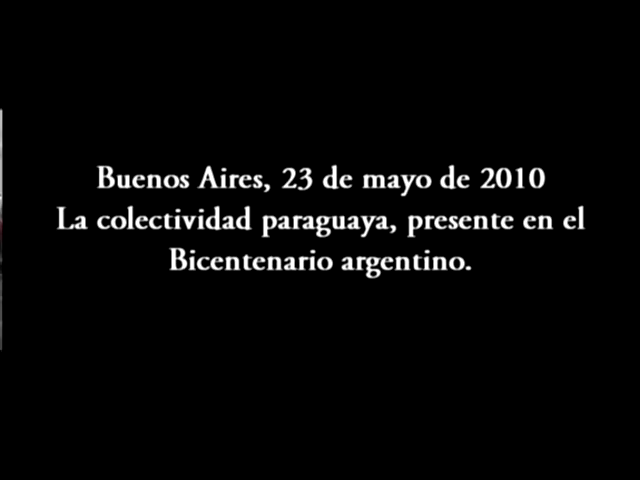 Buenos Aires, 23 de mayo de 2010
La colectividad paraguaya, presente en el
Bicentenario argentino.